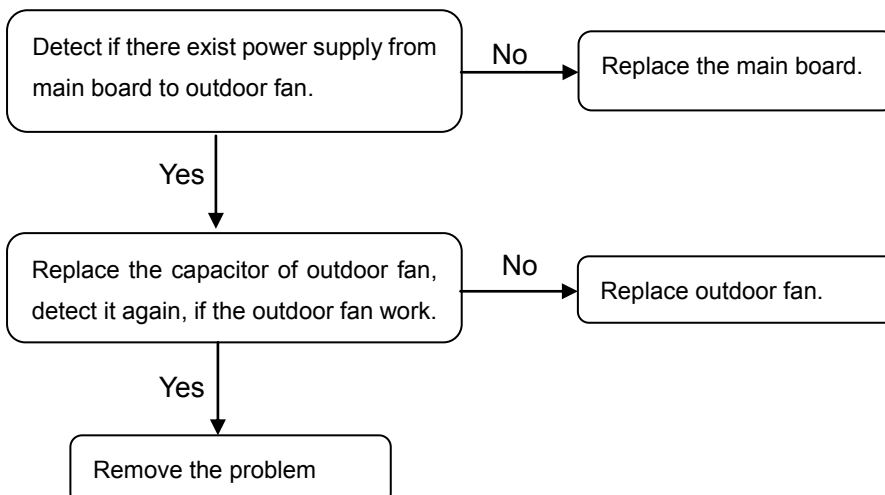 Detect if there exist power supply from
main board to outdoor fan.
No
Replace the main board.
Yes
Replace the capacitor of outdoor fan,
detect it again, if the outdoor fan work.
No
Replace outdoor fan.
Yes
Remove the problem